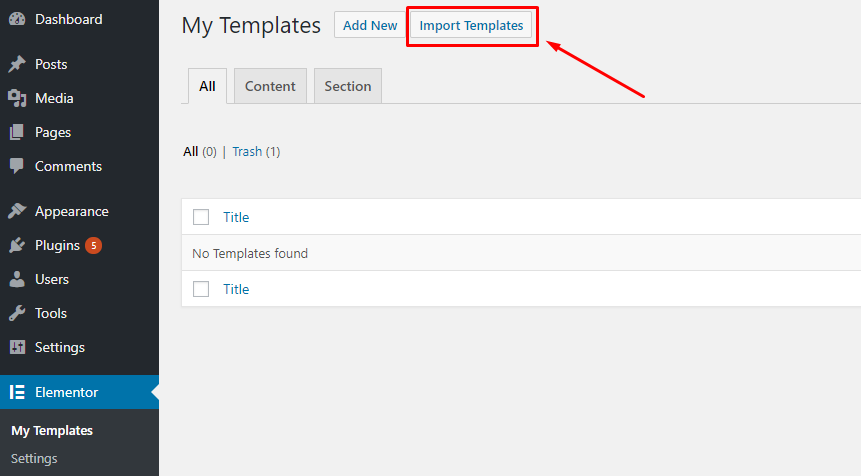 Dashboard
Posts
Media
Pages
Comments
Appearance
Plugins 5
Users
Tools
Settings
Elementor
My Templates
Settings
My Templates Add New Import Templates
All Content Section
All (0) | Trash (1)
Title
No Templates found
Title